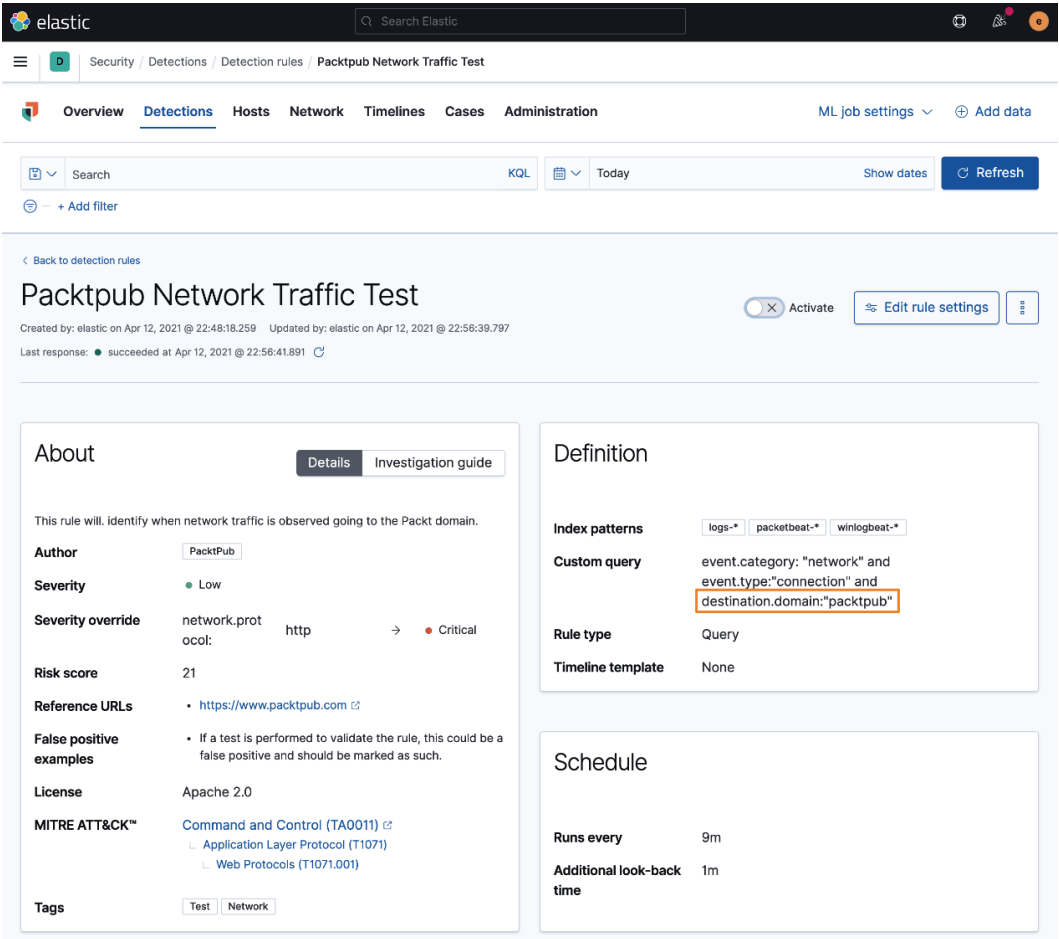 elastic
Search Elastic
e
D
Security / Detections / Detection rules / Packtpub Network Traffic Test
Overview Detections Hosts Network Timelines Cases Administration
ML job settings
Add data
Search
KQL
Today
Show dates
Refresh
+ Add filter
Back to detection rules
Packtpub Network Traffic Test
Activate
Edit rule settings
Created by: elastic on Apr 12, 2021 @ 22:48:18.259 Updated by: elastic on Apr 12, 2021 @ 22:56:39.797
Last response: succeeded at Apr 12, 2021 @ 22:56:41.891
About
Details
Investigation guide
This rule will. identify when network traffic is observed going to the Packt domain.
Author PacktPub
Severity Low
Severity override network.prot
ocol: http → Critical
Risk score 21
Reference URLs • https://www.packtpub.com
False positive
examples
• If a test is performed to validate the rule, this could be a
false positive and should be marked as such.
License Apache 2.0
MITRE ATT&CK™ Command and Control (TA0011)
Application Layer Protocol (T1071)
Web Protocols (T1071.001)
Tags Test Network
Definition
Index patterns logs-* packetbeat-* winlogbeat-*
Custom query event.category: "network" and
event.type:"connection" and
destination.domain:"packtpub"
Rule type Query
Timeline template None
Schedule
Runs every 9m
Additional look-back
time
1m